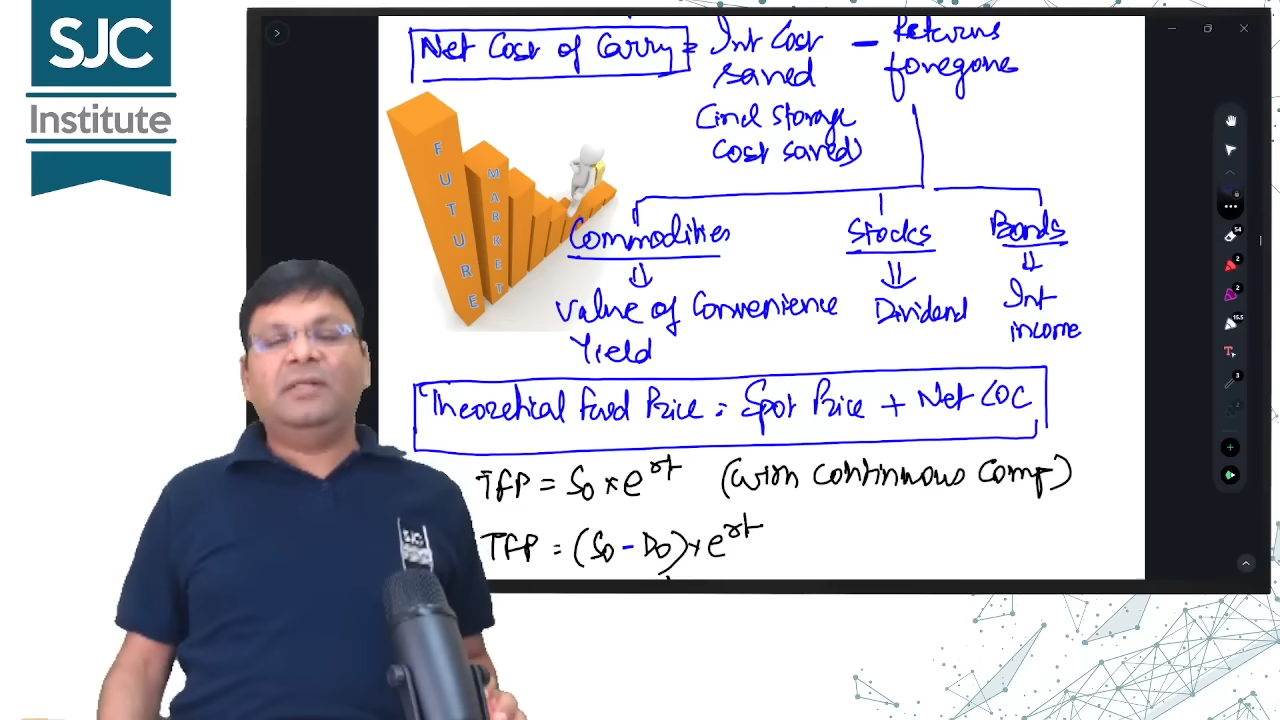 SJC
Institute
Net Cost of Carry = Int Cost saved - Returns foregone
(incl storage cost saved)
FUTURE
MARKET
Commodities
Stocks
Bonds
Value of Convenience Yield
Dividend
Int income
Theoretical Fwd Price = Spot Price + Net COC
TFP = S0 × e^rt (with continuous comp)
TFP = (S0 - D0) × e^rt
SJC